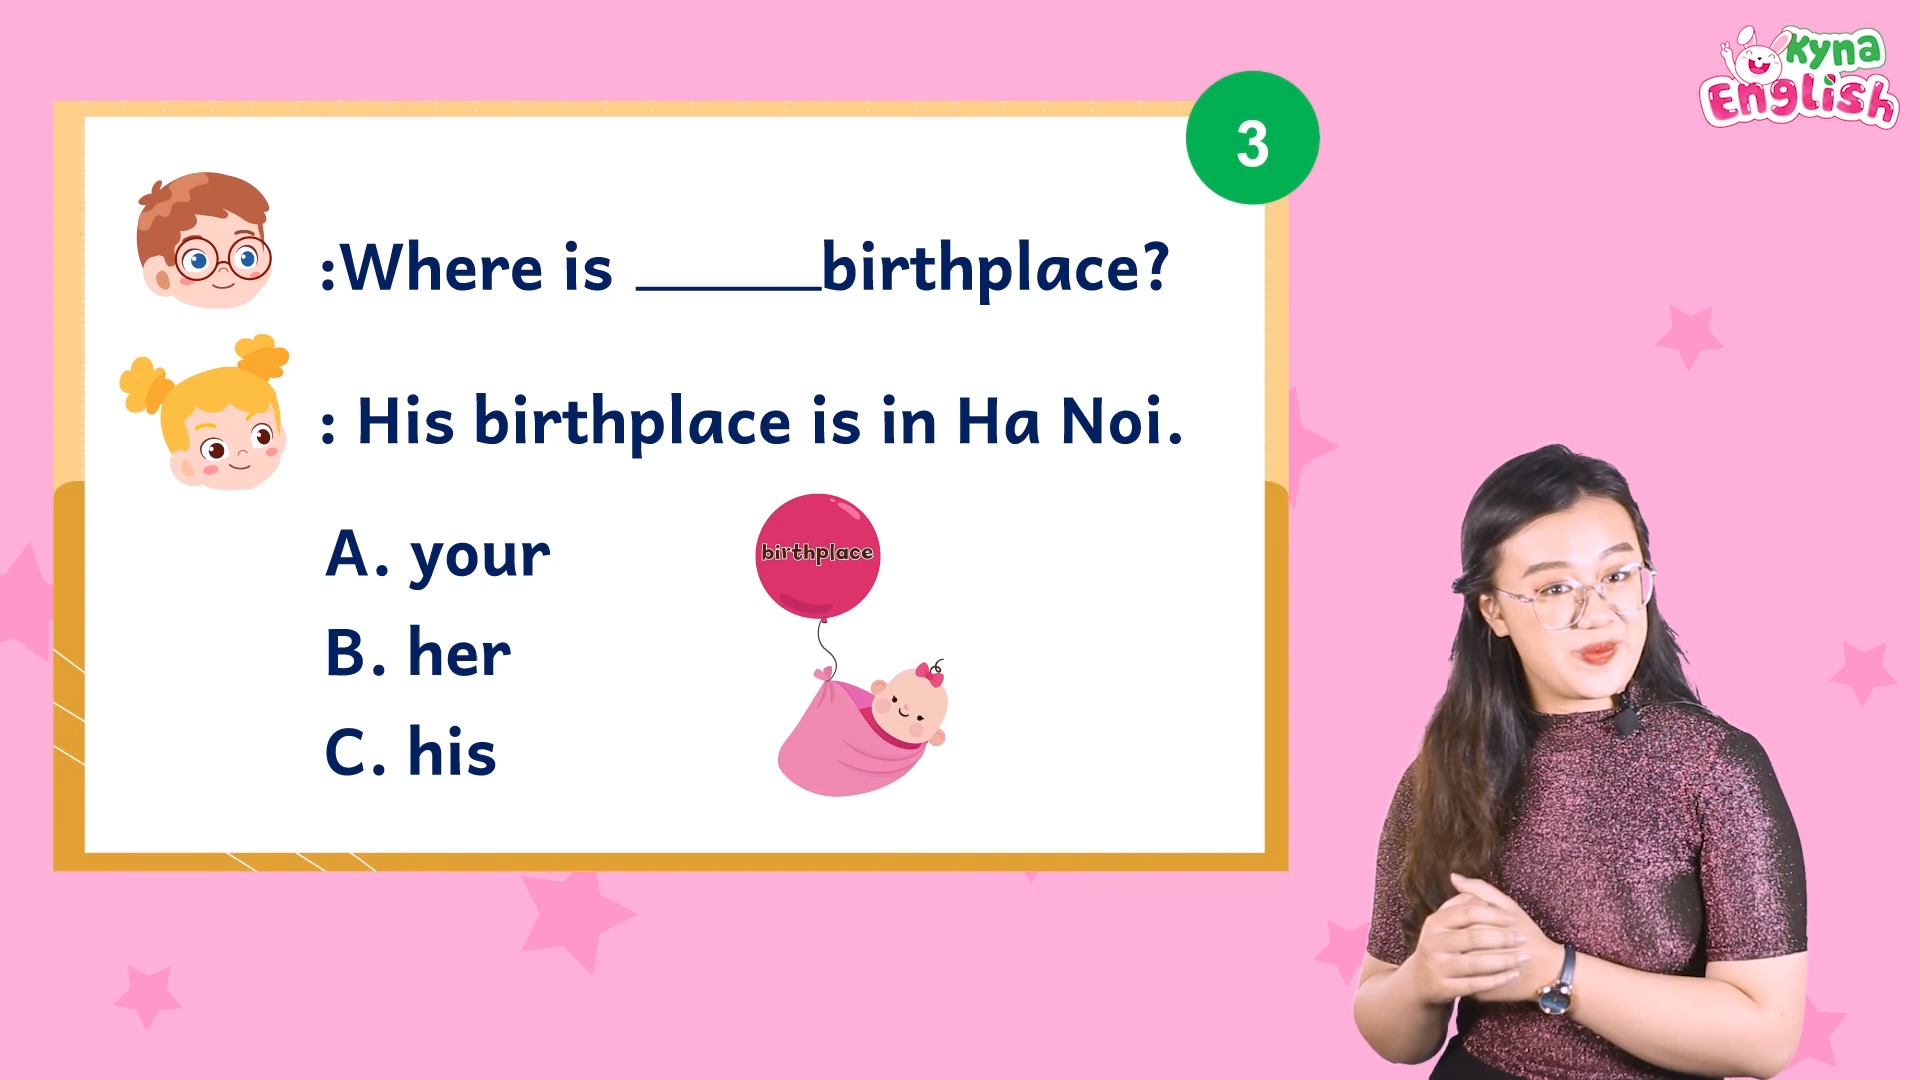 Kyna
English
3
:Where is ______birthplace?
: His birthplace is in Ha Noi.
A. your
B. her
C. his
birthplace